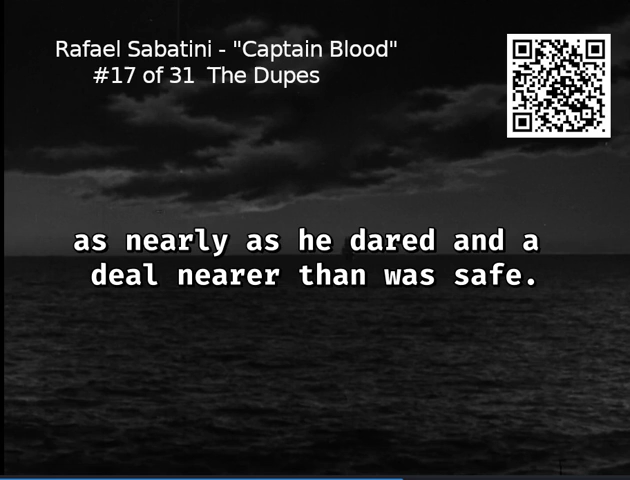 Rafael Sabatini - "Captain Blood"
#17 of 31  The Dupes
as nearly as he dared and a
deal nearer than was safe.